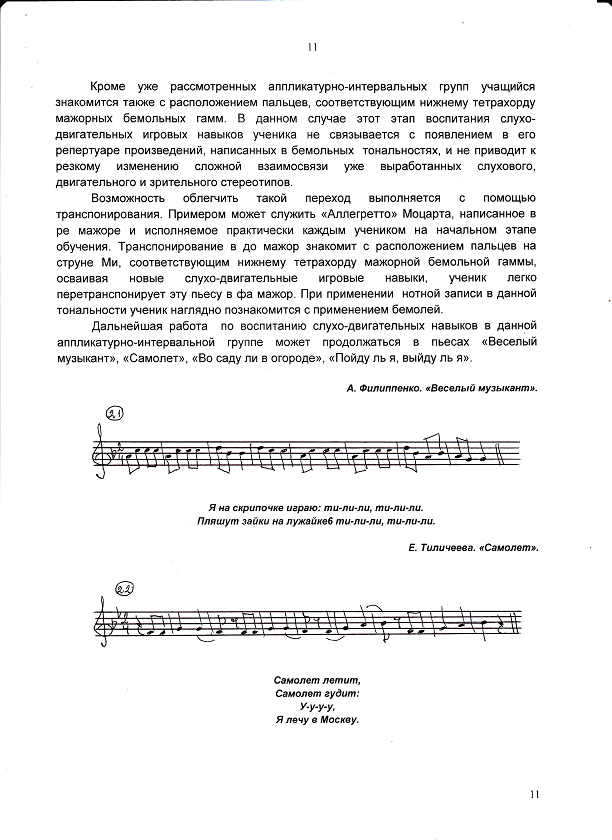 11
Кроме уже рассмотренных аппликатурно-интервальных групп учащийся
знакомится также с расположением пальцев, соответствующим нижнему тетрахорду
мажорных бемольных гамм. В данном случае этот этап воспитания слухо-
двигательных игровых навыков ученика не связывается с появлением в его
репертуаре произведений, написанных в бемольных тональностях, и не приводит к
резкому изменению сложной взаимосвязи уже выработанных слухового,
двигательного и зрительного стереотипов.
Возможность облегчить такой переход выполняется с помощью
транспонирования. Примером может служить «Аллегретто» Моцарта, написанное в
ре мажоре и исполняемое практически каждым учеником на начальном этапе
обучения. Транспонирование в до мажор знакомит с расположением пальцев на
струне Ми, соответствующим нижнему тетрахорду мажорной бемольной гаммы,
осваивая новые слухо-двигательные игровые навыки, ученик легко
перетранспонирует эту пьесу в фа мажор. При применении нотной записи в данной
тональности ученик наглядно познакомится с применением бемолей.
Дальнейшая работа по воспитанию слухо-двигательных навыков в данной
аппликатурно-интервальной группе может продолжаться в пьесах «Веселый
музыкант», «Самолет», «Во саду ли в огороде», «Пойду ль я, выйду ль я».
А. Филиппенко. «Веселый музыкант».
21
Я на скрипочке играю: ти-ли-ли, ти-ли-ли.
Пляшут зайки на лужайке6 ти-ли-ли, ти-ли-ли.
Е. Тиличеева. «Самолет».
22
Самолет летит,
Самолет гудит:
У-у-у-у,
Я лечу в Москву.
11